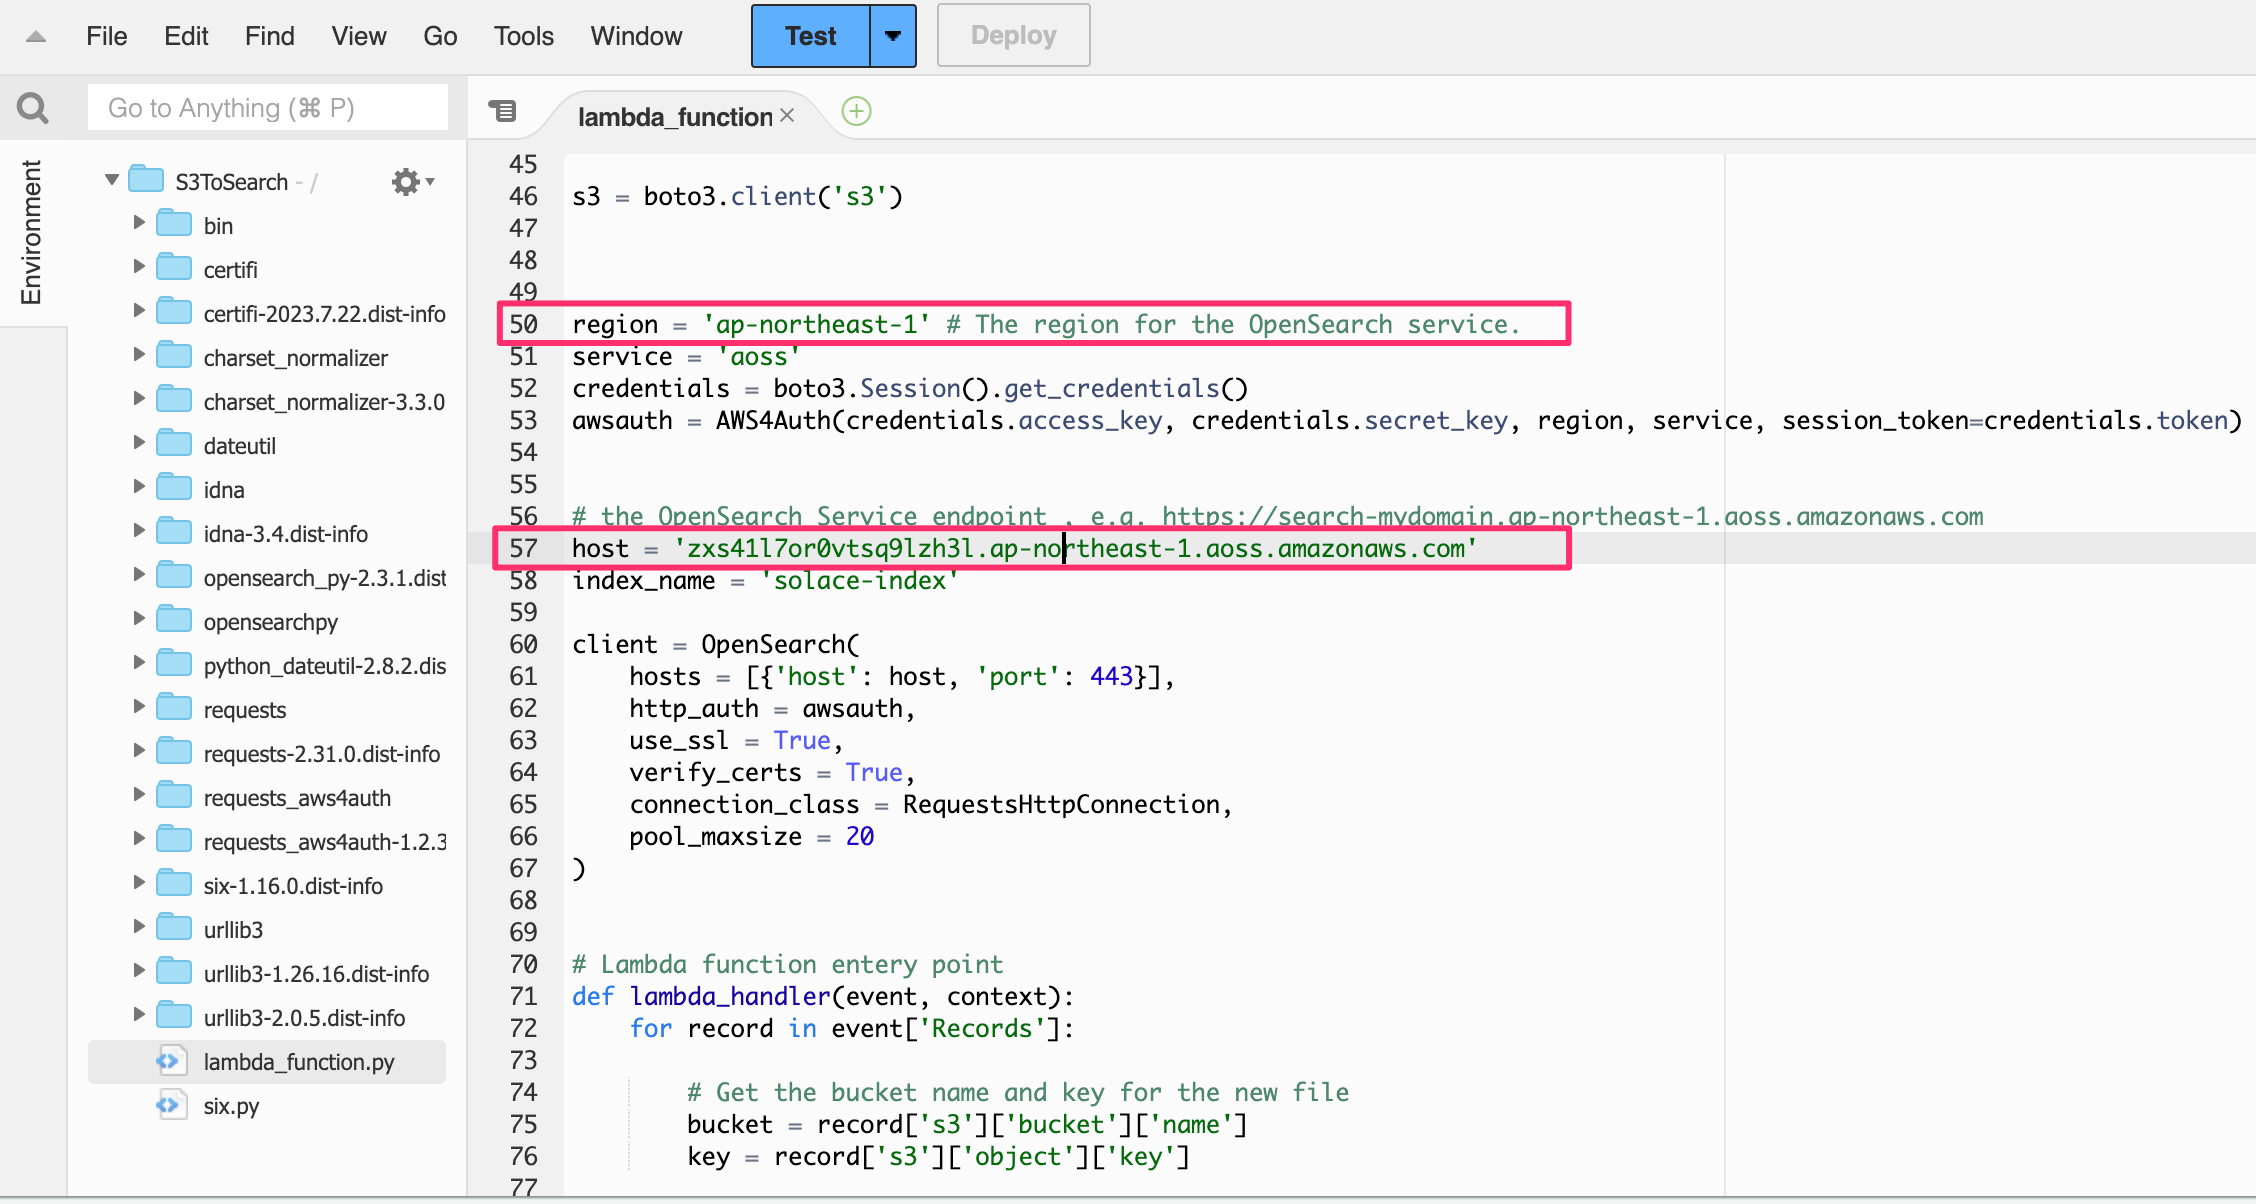 File Edit Find View Go Tools Window Test Deploy
Go to Anything (⌘ P)
lambda_function
Environment
S3ToSearch - /
bin
certifi
certifi-2023.7.22.dist-info
charset_normalizer
charset_normalizer-3.3.0
dateutil
idna
idna-3.4.dist-info
opensearch_py-2.3.1.dist
opensearchpy
python_dateutil-2.8.2.dis
requests
requests-2.31.0.dist-info
requests_aws4auth
requests_aws4auth-1.2.3
six-1.16.0.dist-info
urllib3
urllib3-1.26.16.dist-info
urllib3-2.0.5.dist-info
lambda_function.py
six.py
45
46 s3 = boto3.client('s3')
47
48
49
50 region = 'ap-northeast-1' # The region for the OpenSearch service.
51 service = 'aoss'
52 credentials = boto3.Session().get_credentials()
53 awsauth = AWS4Auth(credentials.access_key, credentials.secret_key, region, service, session_token=credentials.token)
54
55
56 # the OpenSearch Service endpoint , e.g. https://search-mydomain.ap-northeast-1.aoss.amazonaws.com
57 host = 'zxs41l7or0vtsq9lzh3l.ap-northeast-1.aoss.amazonaws.com'
58 index_name = 'solace-index'
59
60 client = OpenSearch(
61 hosts = [{'host': host, 'port': 443}],
62 http_auth = awsauth,
63 use_ssl = True,
64 verify_certs = True,
65 connection_class = RequestsHttpConnection,
66 pool_maxsize = 20
67 )
68
69
70 # Lambda function entery point
71 def lambda_handler(event, context):
72 for record in event['Records']:
73
74 # Get the bucket name and key for the new file
75 bucket = record['s3']['bucket']['name']
76 key = record['s3']['object']['key']
77